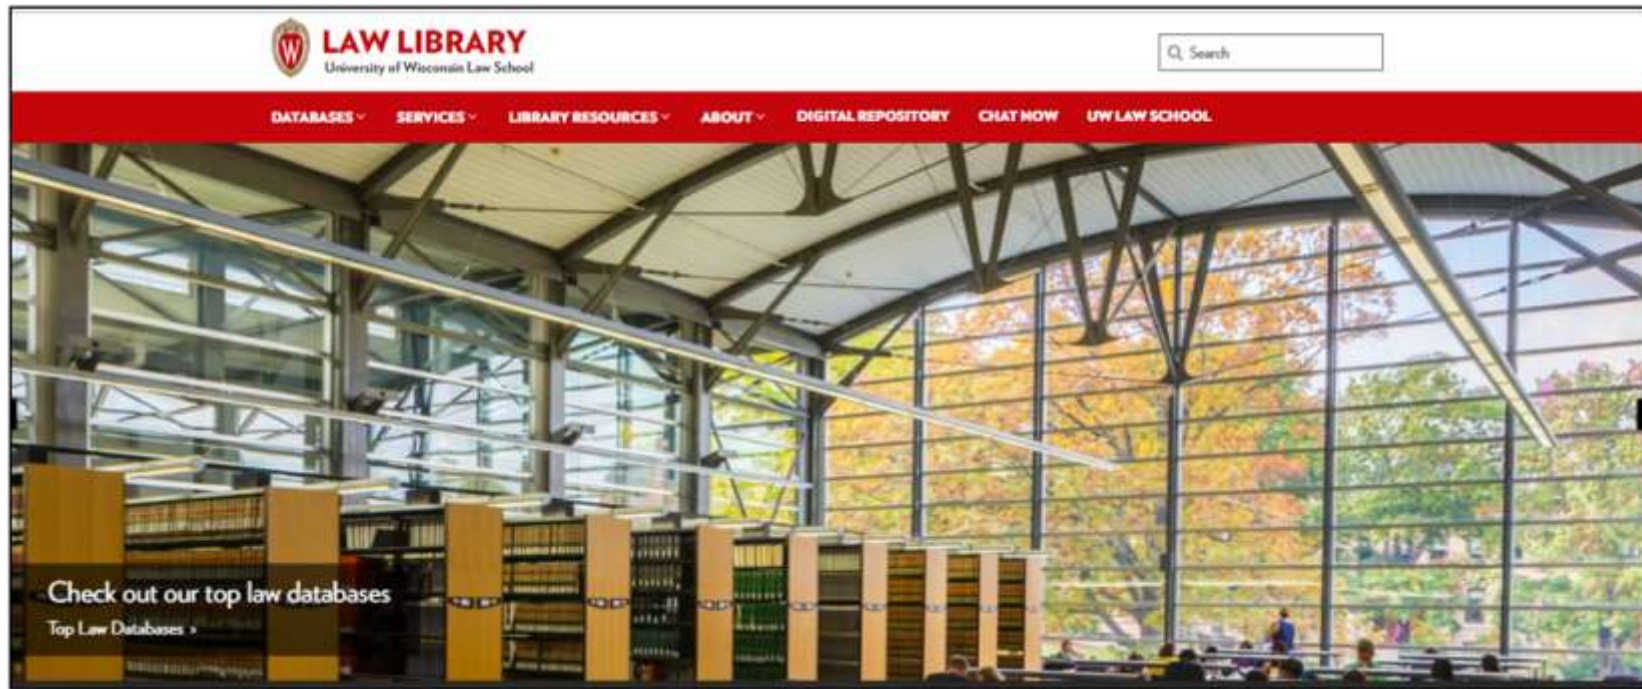 W
LAW LIBRARY
University of Wisconsin Law School
Search
DATABASES SERVICES LIBRARY RESOURCES ABOUT DIGITAL REPOSITORY CHAT NOW UW LAW SCHOOL
Check out our top law databases
Top Law Databases »